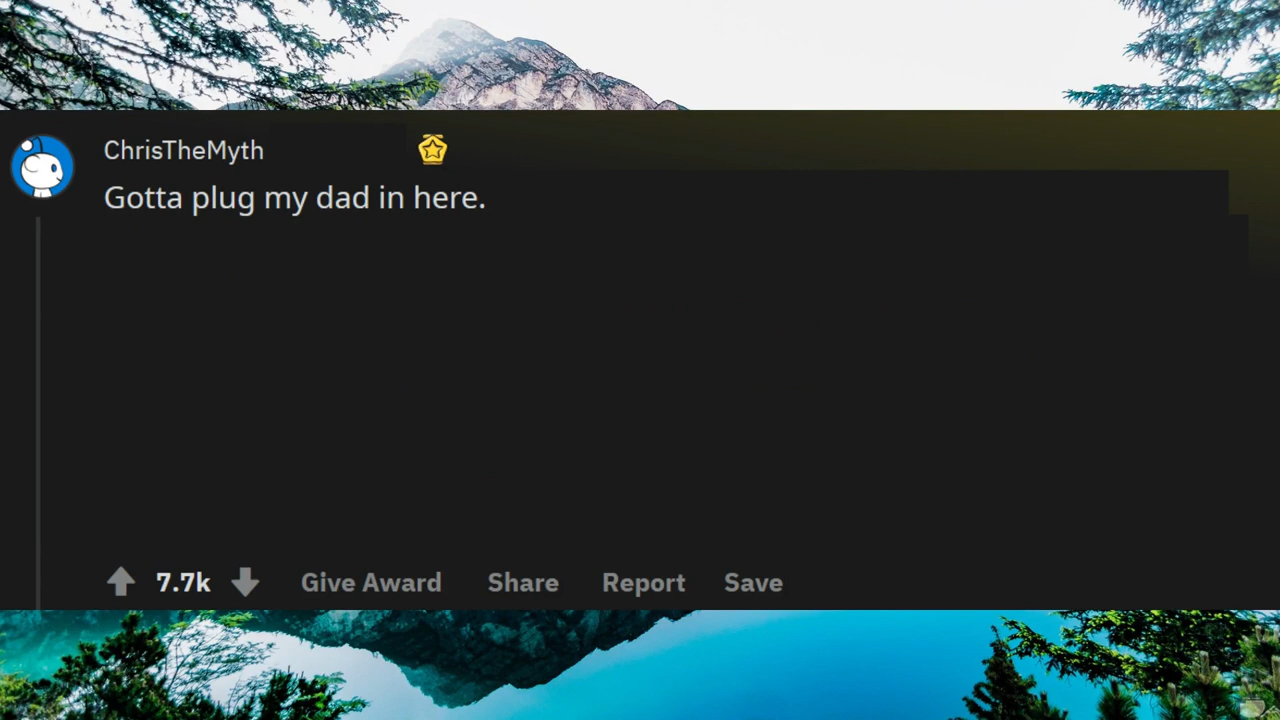 ChrisTheMyth
Gotta plug my dad in here.
7.7k Give Award Share Report Save